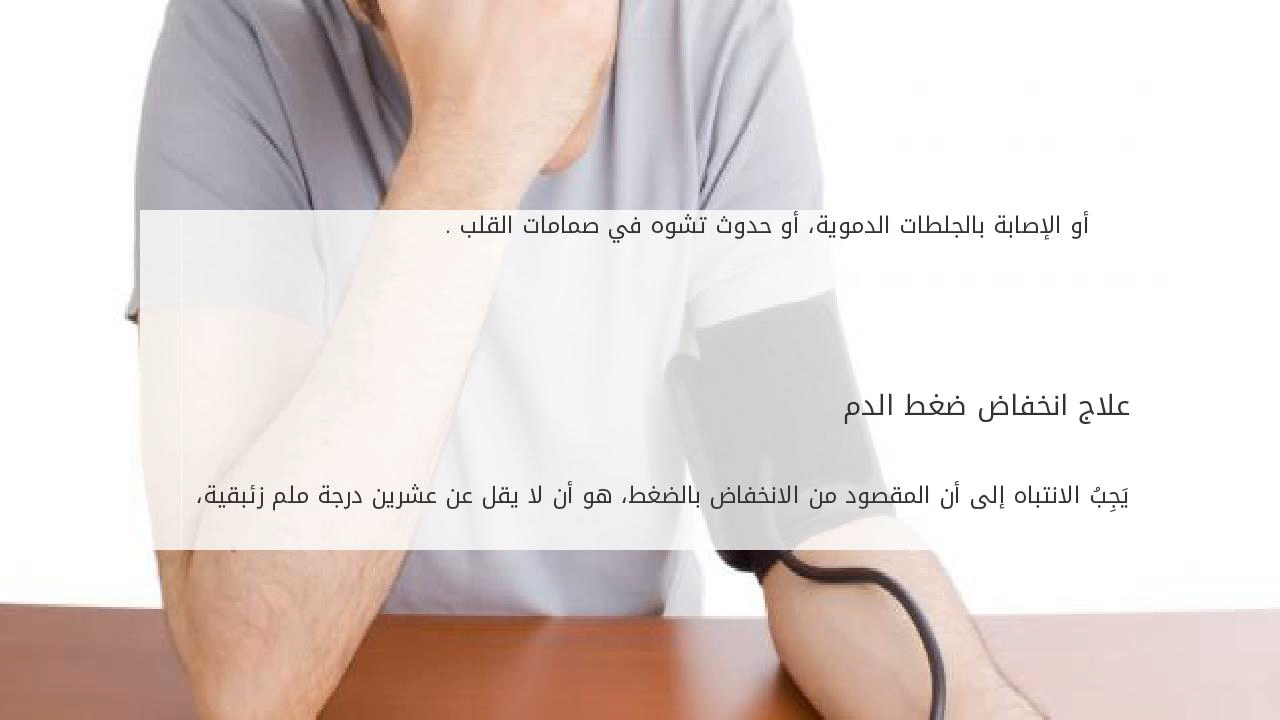 أو الإصابة بالجلطات الدموية، أو حدوث تشوه في صمامات القلب .
علاج انخفاض ضغط الدم
يَجِبُ الانتباه إلى أن المقصود من الانخفاض بالضغط، هو أن لا يقل عن عشرين درجة ملم زئبقية،